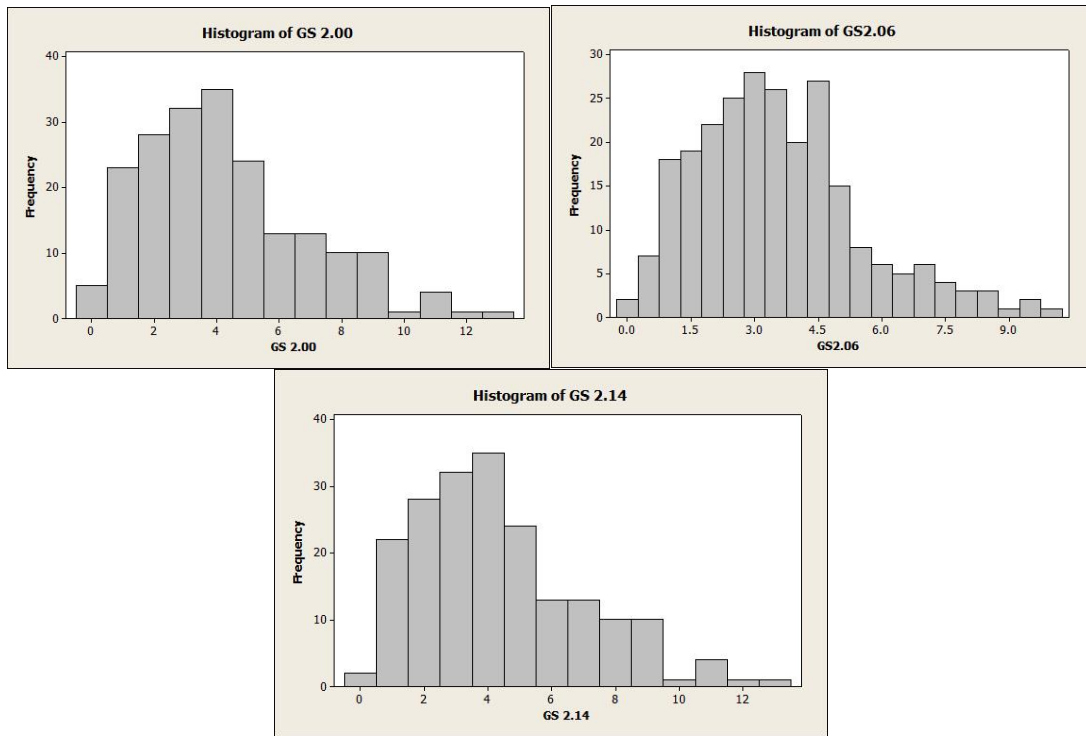 Histogram of GS 2.00
40
30
20
10
0
Frequency
0 2 4 6 8 10 12
GS 2.00
Histogram of GS2.06
30
25
20
15
10
5
0
Frequency
0.0 1.5 3.0 4.5 6.0 7.5 9.0
GS2.06
Histogram of GS 2.14
40
30
20
10
0
Frequency
0 2 4 6 8 10 12
GS 2.14